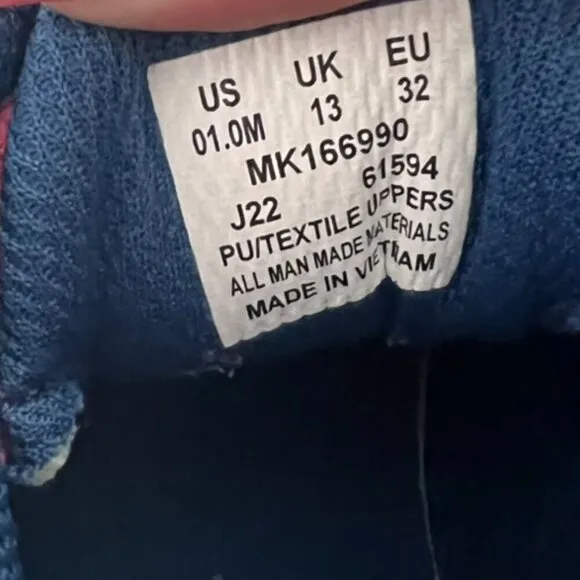 US UK EU
01.0M 13 32
MK166990
J22 61594
PU/TEXTILE UPPERS
ALL MAN MADE MATERIALS
MADE IN VIETNAM